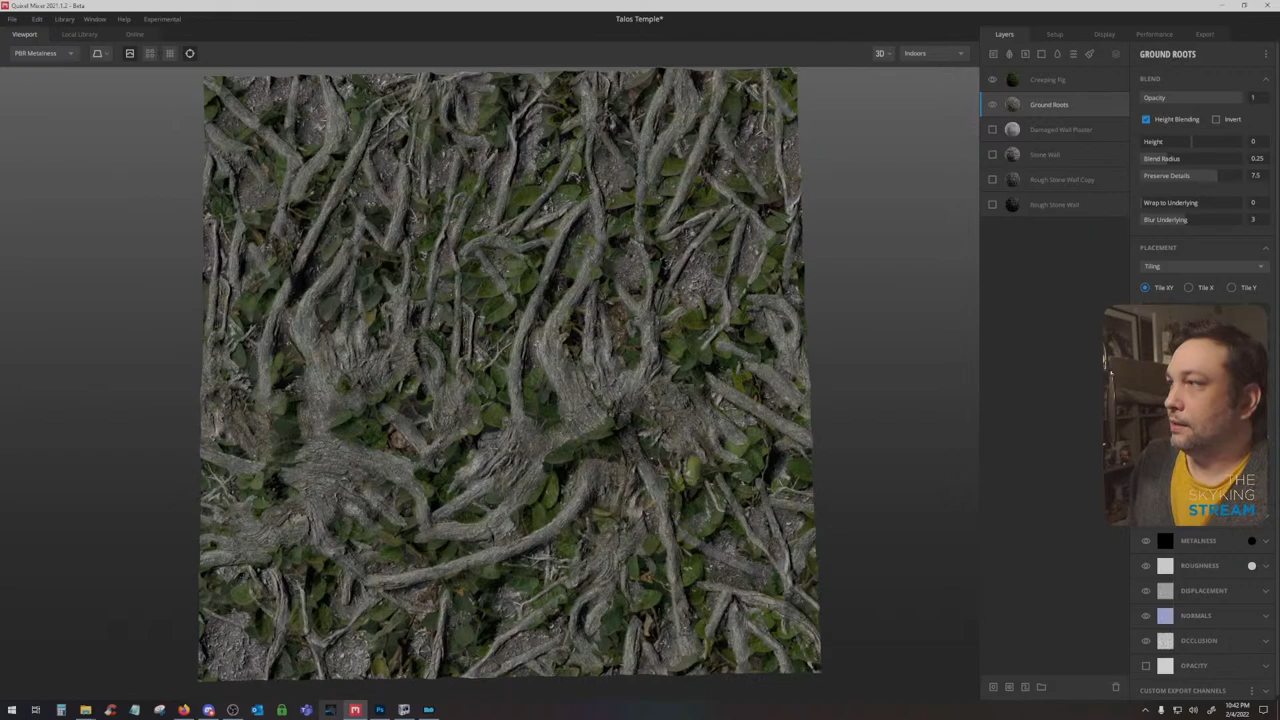 Quixel Mixer 2021.1.2 - Beta
File Edit Library Window Help Experimental
Talos Temple*
Viewport Local Library Online
Layers Setup Display Performance Export
PBR Metalness
3D
Indoors
GROUND ROOTS
Creeping Fig
Ground Roots
Damaged Wall Plaster
Stone Wall
Rough Stone Wall Copy
Rough Stone Wall
BLEND
Opacity 1
Height Blending Invert
Height 0
Blend Radius 0.25
Preserve Details 7.5
Wrap to Underlying 0
Blur Underlying 3
PLACEMENT
Tiling
Tile XY Tile X Tile Y
THE
SKYKING
STREAM
METALNESS
ROUGHNESS
DISPLACEMENT
NORMALS
OCCLUSION
OPACITY
CUSTOM EXPORT CHANNELS
10:42 PM
2/4/2022